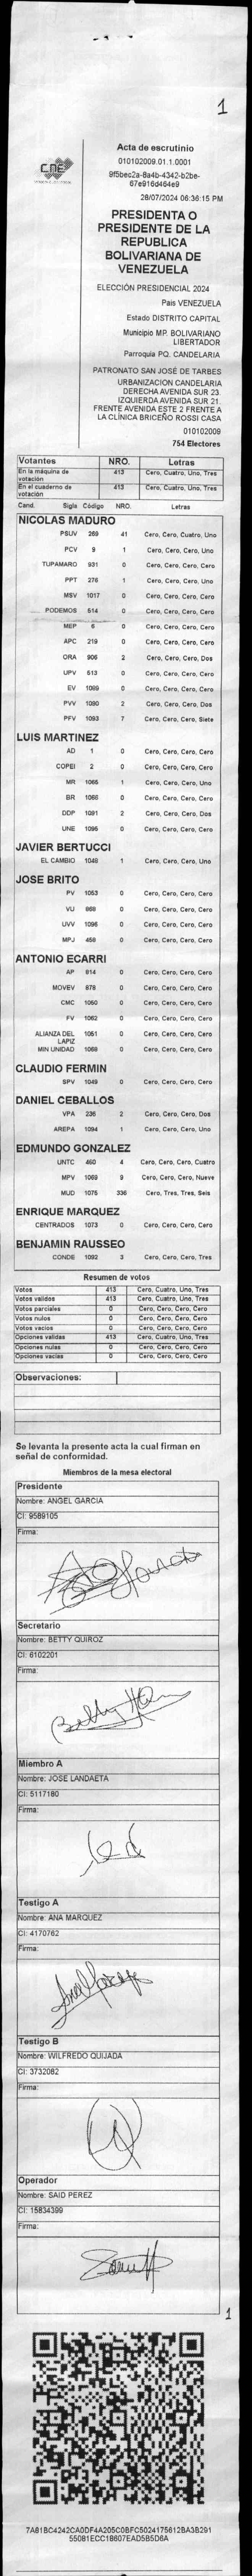 1
Acta de escrutinio
010102009.01.1.0001
9f5bec2a-8a4b-4342-b2be-
67e916d464e9
28/07/2024 06:36:15 PM
CNE
PRESIDENTA O
PRESIDENTE DE LA
REPUBLICA
BOLIVARIANA DE
VENEZUELA
ELECCIÓN PRESIDENCIAL 2024
Pais VENEZUELA
Estado DISTRITO CAPITAL
Municipio MP. BOLIVARIANO
LIBERTADOR
Parroquia PQ. CANDELARIA
PATRONATO SAN JOSÉ DE TARBES
URBANIZACIÓN CANDELARIA
DERECHA AVENIDA SUR 23.
IZQUIERDA AVENIDA SUR 21.
FRENTE AVENIDA ESTE 2 FRENTE A
LA CLÍNICA BRICEÑO ROSSI CASA
010102009
754 Electores
Votantes NRO. Letras
En la máquina de votación 413 Cero, Cuatro, Uno, Tres
En el cuaderno de votación 413 Cero, Cuatro, Uno, Tres
Cand. Sigla Código NRO. Letras
NICOLAS MADURO
PSUV 269 41 Cero, Cero, Cuatro, Uno
PCV 9 1 Cero, Cero, Cero, Uno
TUPAMARO 931 0 Cero, Cero, Cero, Cero
PPT 276 1 Cero, Cero, Cero, Uno
MSV 1017 0 Cero, Cero, Cero, Cero
PODEMOS 514 0 Cero, Cero, Cero, Cero
MEP 6 0 Cero, Cero, Cero, Cero
APC 219 0 Cero, Cero, Cero, Cero
ORA 906 2 Cero, Cero, Cero, Dos
UPV 513 0 Cero, Cero, Cero, Cero
EV 1089 0 Cero, Cero, Cero, Cero
PVV 1090 2 Cero, Cero, Cero, Dos
PFV 1093 7 Cero, Cero, Cero, Siete
LUIS MARTINEZ
AD 1 0 Cero, Cero, Cero, Cero
COPEI 2 0 Cero, Cero, Cero, Cero
MR 1065 1 Cero, Cero, Cero, Uno
BR 1066 0 Cero, Cero, Cero, Cero
DDP 1091 2 Cero, Cero, Cero, Dos
UNE 1095 0 Cero, Cero, Cero, Cero
JAVIER BERTUCCI
EL CAMBIO 1048 1 Cero, Cero, Cero, Uno
JOSE BRITO
PV 1053 0 Cero, Cero, Cero, Cero
VU 868 0 Cero, Cero, Cero, Cero
UVV 1096 0 Cero, Cero, Cero, Cero
MPJ 458 0 Cero, Cero, Cero, Cero
ANTONIO ECARRI
AP 814 0 Cero, Cero, Cero, Cero
MOVEV 878 0 Cero, Cero, Cero, Cero
CMC 1050 0 Cero, Cero, Cero, Cero
FV 1062 0 Cero, Cero, Cero, Cero
ALIANZA DEL LAPIZ 1051 0 Cero, Cero, Cero, Cero
MIN UNIDAD 1068 0 Cero, Cero, Cero, Cero
CLAUDIO FERMIN
SPV 1049 0 Cero, Cero, Cero, Cero
DANIEL CEBALLOS
VPA 236 2 Cero, Cero, Cero, Dos
AREPA 1094 1 Cero, Cero, Cero, Uno
EDMUNDO GONZALEZ
UNTC 460 4 Cero, Cero, Cero, Cuatro
MPV 1069 9 Cero, Cero, Cero, Nueve
MUD 1075 336 Cero, Tres, Tres, Seis
ENRIQUE MARQUEZ
CENTRADOS 1073 0 Cero, Cero, Cero, Cero
BENJAMIN RAUSSEO
CONDE 1092 3 Cero, Cero, Cero, Tres
Resumen de votos
Votos 413 Cero, Cuatro, Uno, Tres
Votos validos 413 Cero, Cuatro, Uno, Tres
Votos parciales 0 Cero, Cero, Cero, Cero
Votos nulos 0 Cero, Cero, Cero, Cero
Votos vacios 0 Cero, Cero, Cero, Cero
Opciones validas 413 Cero, Cuatro, Uno, Tres
Opciones nulas 0 Cero, Cero, Cero, Cero
Opciones vacias 0 Cero, Cero, Cero, Cero
Observaciones:
Se levanta la presente acta la cual firman en
señal de conformidad.
Miembros de la mesa electoral
Presidente
Nombre: ANGEL GARCIA
CI: 9589105
Firma:
Secretario
Nombre: BETTY QUIROZ
CI: 6102201
Firma:
Miembro A
Nombre: JOSE LANDAETA
CI: 5117180
Firma:
Testigo A
Nombre: ANA MARQUEZ
CI: 4170762
Firma:
Testigo B
Nombre: WILFREDO QUIJADA
CI: 3732082
Firma:
Operador
Nombre: SAID PEREZ
CI: 15834399
Firma:
1
7A81BC4242CA0DF4A205C0BFC5024175612BA3B291
55081ECC18607EAD5B5D6A